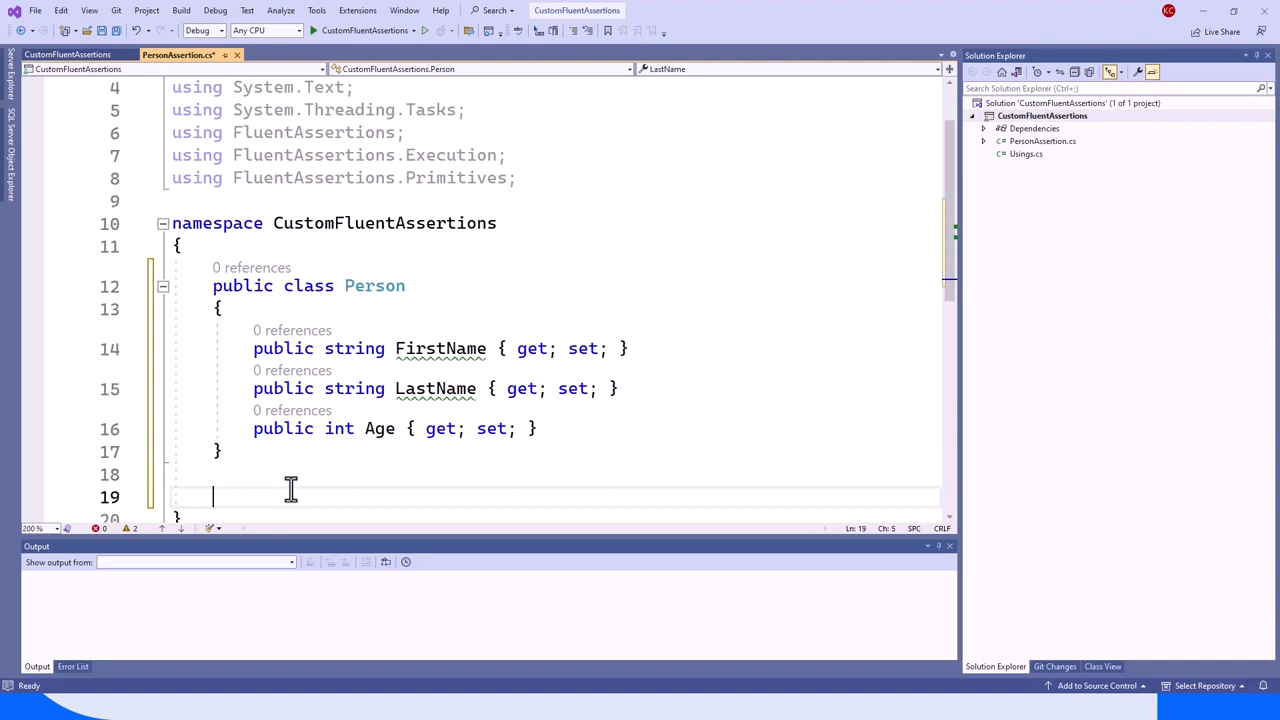 File Edit View Git Project Build Debug Test Analyze Tools Extensions Window Help Search CustomFluentAssertions KC
Debug Any CPU CustomFluentAssertions Live Share
CustomFluentAssertions PersonAssertion.cs*
CustomFluentAssertions CustomFluentAssertions.Person LastName
Server Explorer
SQL Server Object Explorer
4 using System.Text;
5 using System.Threading.Tasks;
6 using FluentAssertions;
7 using FluentAssertions.Execution;
8 using FluentAssertions.Primitives;
9
10 namespace CustomFluentAssertions
11 {
0 references
12 public class Person
13 {
0 references
14 public string FirstName { get; set; }
0 references
15 public string LastName { get; set; }
0 references
16 public int Age { get; set; }
17 }
18
19
20 }
200 % 0 2 Ln: 19 Ch: 5 SPC CRLF
Output
Show output from:
Output Error List
Solution Explorer
Search Solution Explorer (Ctrl+;)
Solution 'CustomFluentAssertions' (1 of 1 project)
CustomFluentAssertions
Dependencies
C# PersonAssertion.cs
C# Usings.cs
Solution Explorer Git Changes Class View
Ready Add to Source Control Select Repository